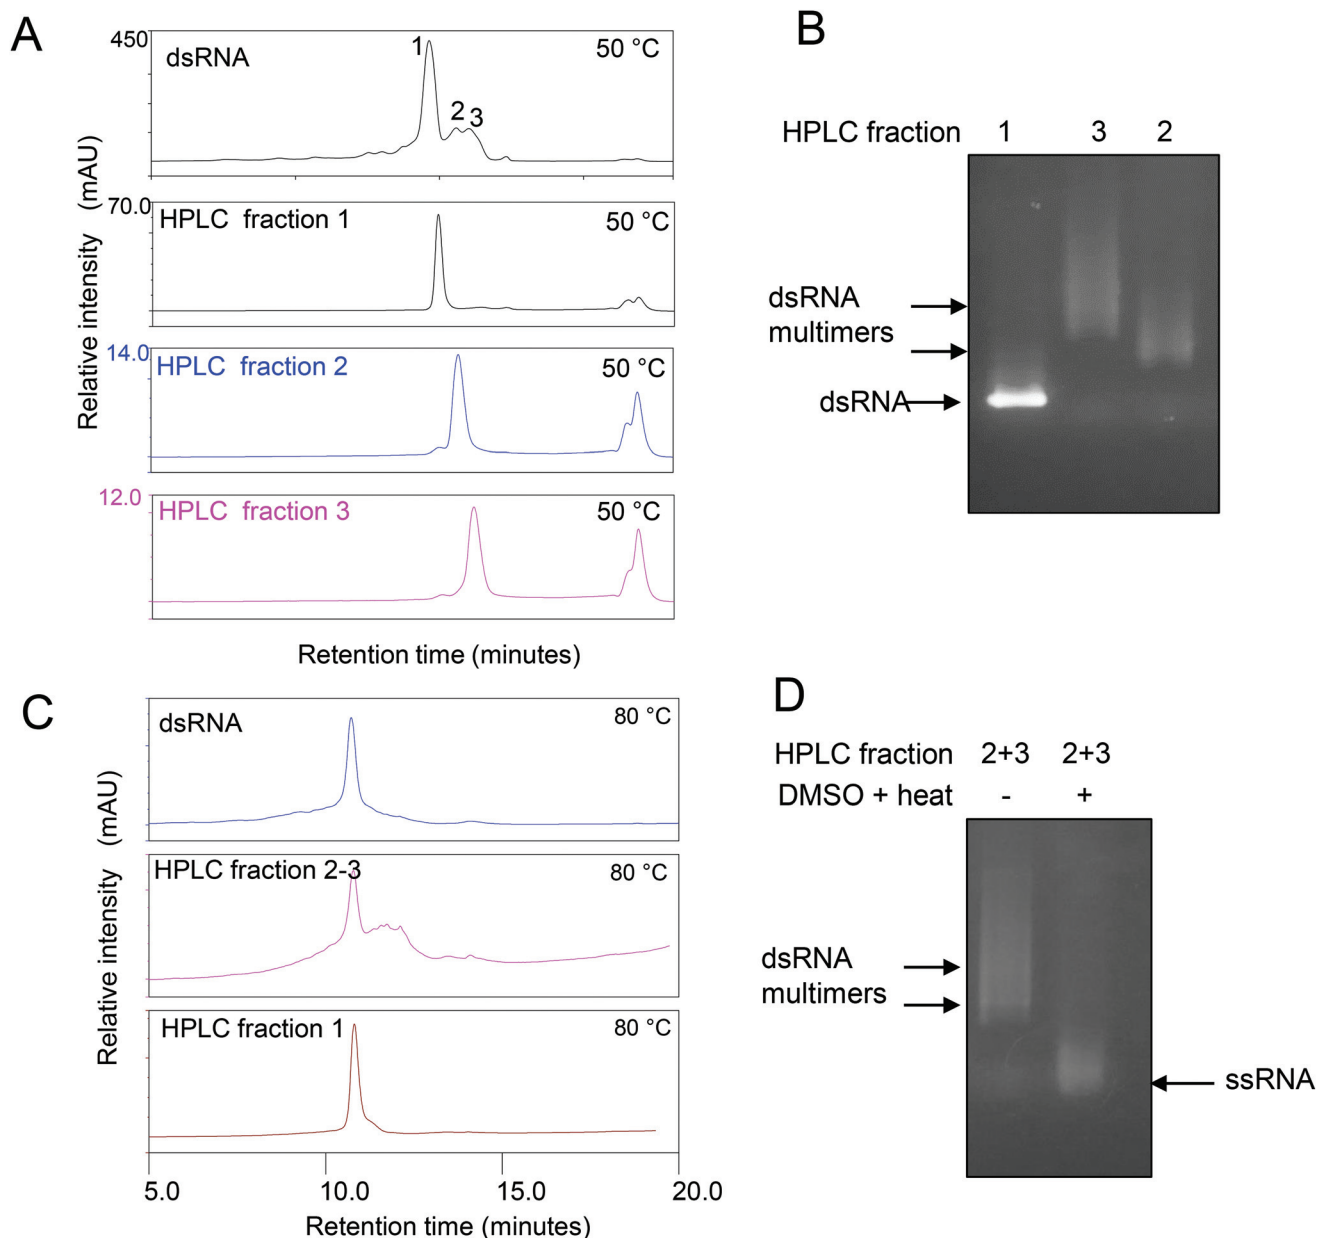 A
450
dsRNA
50 °C
1
2
3
Relative intensity (mAU)
70.0
HPLC fraction 1
50 °C
14.0
HPLC fraction 2
50 °C
12.0
HPLC fraction 3
50 °C
Retention time (minutes)
B
HPLC fraction 1 3 2
dsRNA
multimers
dsRNA
C
dsRNA
80 °C
Relative intensity (mAU)
HPLC fraction 2-3
80 °C
HPLC fraction 1
80 °C
5.0 10.0 15.0 20.0
Retention time (minutes)
D
HPLC fraction 2+3 2+3
DMSO + heat - +
dsRNA
multimers
ssRNA